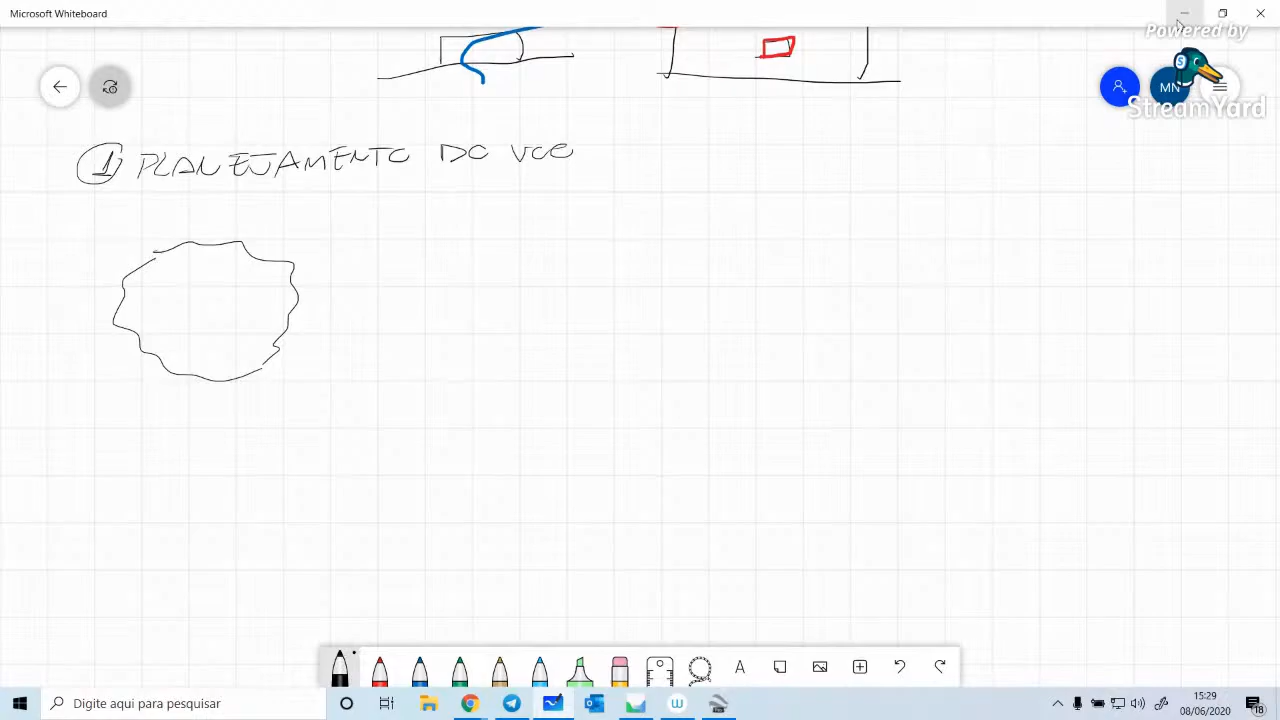 Microsoft Whiteboard
Powered by
S
MN
StreamYard
1 PLANEJAMENTO DO VOO
A
Digite aqui para pesquisar
15:29
08/06/2020
18